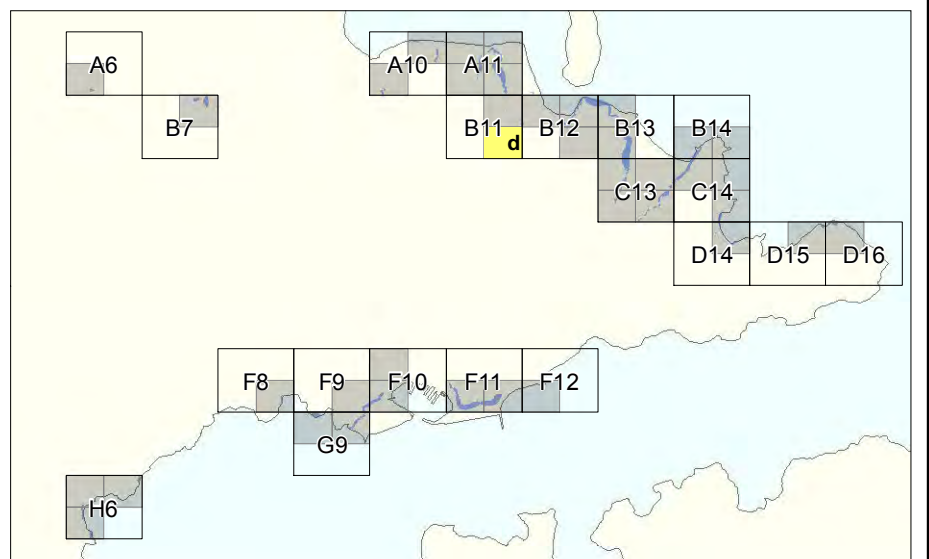 A6 A10 A11
B7 B11 B12 B13 B14
d
C13 C14
D14 D15 D16
F8 F9 F10 F11 F12
G9
H6